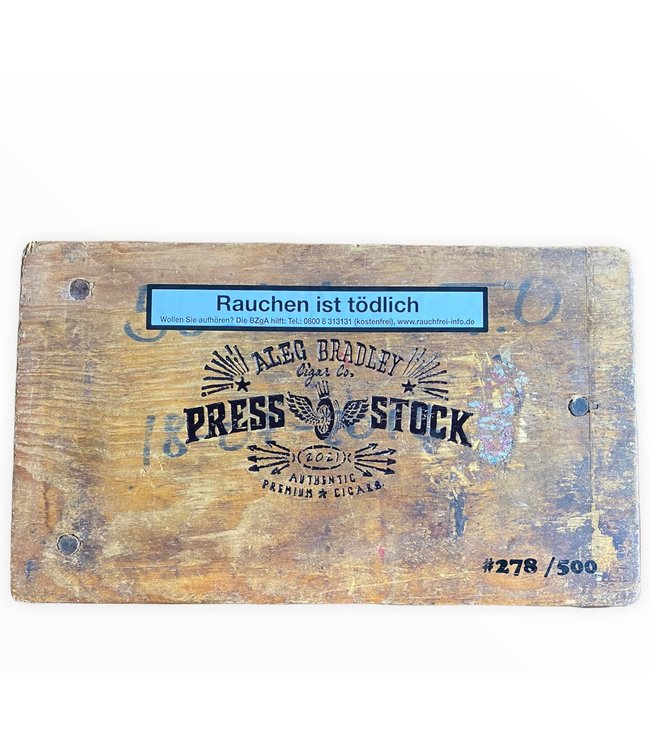 Rauchen ist tödlich
Wollen Sie aufhören? Die BZgA hilft: Tel.: 0800 8 313131 (kostenfrei), www.rauchfrei-info.de
ALEC BRADLEY
Cigar Co.
PRESS STOCK
2021
AUTHENTIC
PREMIUM ★ CIGARS
#278 /500